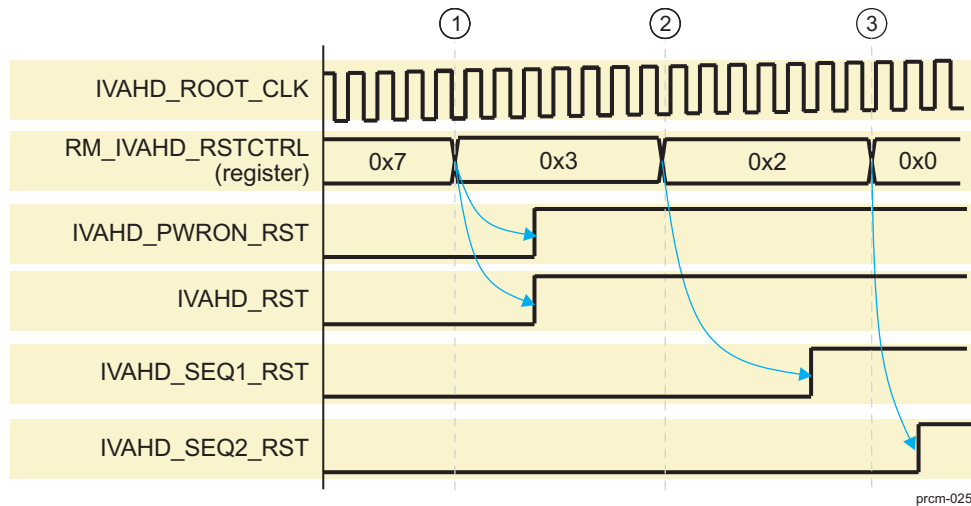 1 2 3
IVAHD_ROOT_CLK
RM_IVAHD_RSTCTRL
(register)
0x7 0x3 0x2 0x0
IVAHD_PWRON_RST
IVAHD_RST
IVAHD_SEQ1_RST
IVAHD_SEQ2_RST
prcm-025